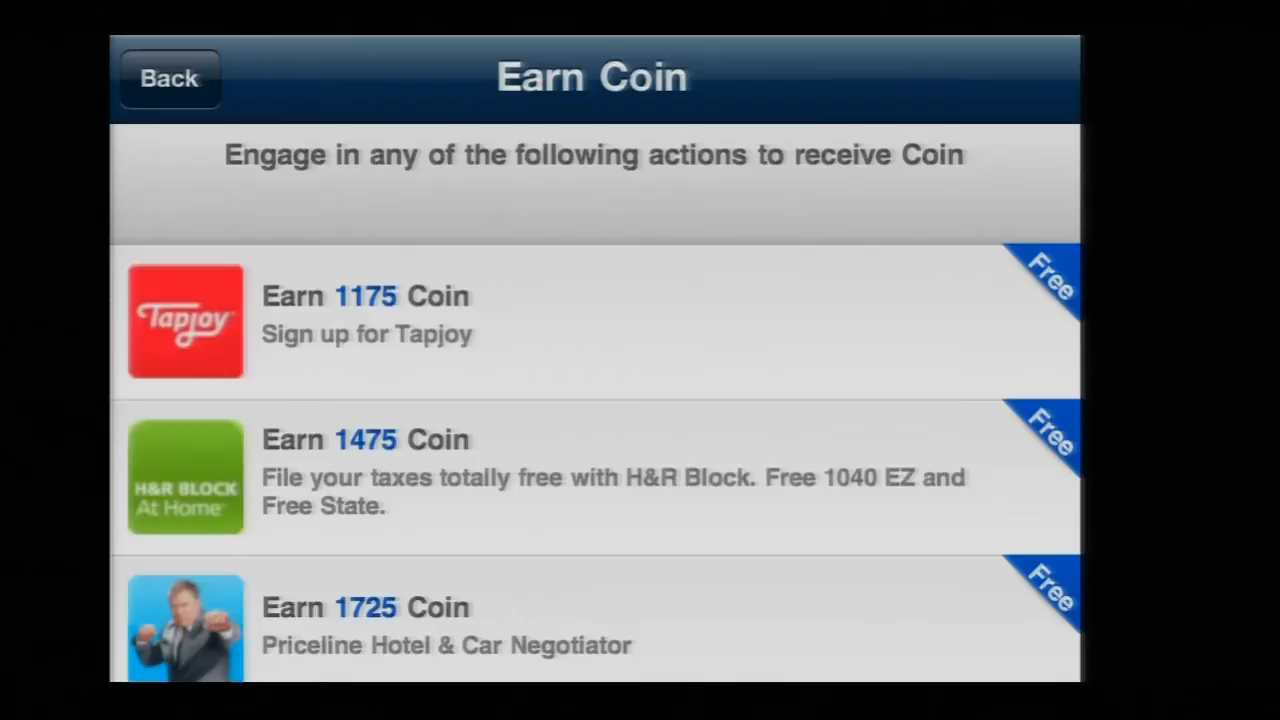 Back
Earn Coin
Engage in any of the following actions to receive Coin
Free
Tapjoy
Earn 1175 Coin
Sign up for Tapjoy
Free
H&R BLOCK
At Home
Earn 1475 Coin
File your taxes totally free with H&R Block. Free 1040 EZ and
Free State.
Free
Earn 1725 Coin
Priceline Hotel & Car Negotiator